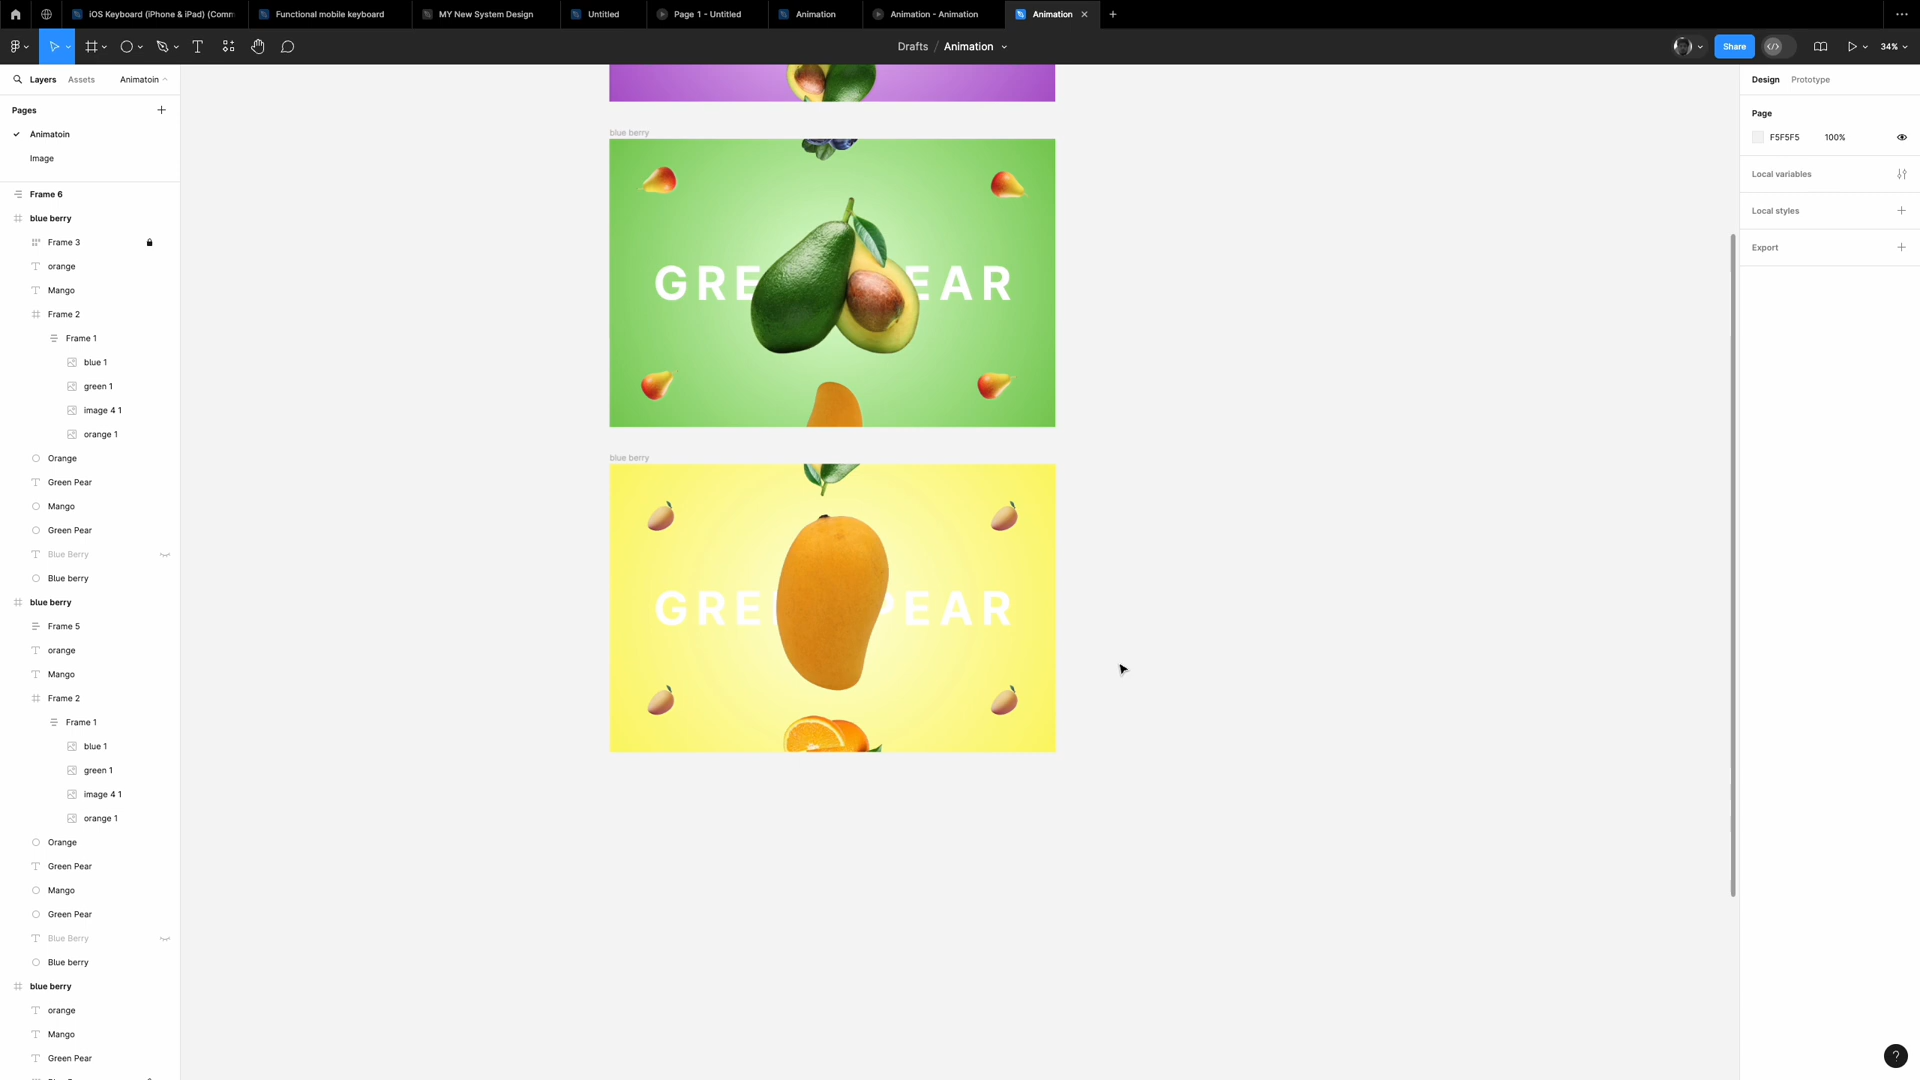 iOS Keyboard (iPhone & iPad) (Comm
Functional mobile keyboard
MY New System Design
Untitled
Page 1 - Untitled
Animation
Animation - Animation
Animation
Drafts / Animation
Share
34%
Layers
Assets
Animatoin
Pages
Animatoin
Image
Frame 6
blue berry
Frame 3
orange
Mango
Frame 2
Frame 1
blue 1
green 1
image 4 1
orange 1
Orange
Green Pear
Mango
Green Pear
Blue Berry
Blue berry
blue berry
Frame 5
orange
Mango
Frame 2
Frame 1
blue 1
green 1
image 4 1
orange 1
Orange
Green Pear
Mango
Green Pear
Blue Berry
Blue berry
blue berry
orange
Mango
Green Pear
blue berry
GRE EAR
blue berry
GRE PEAR
Design
Prototype
Page
F5F5F5
100%
Local variables
Local styles
Export
?